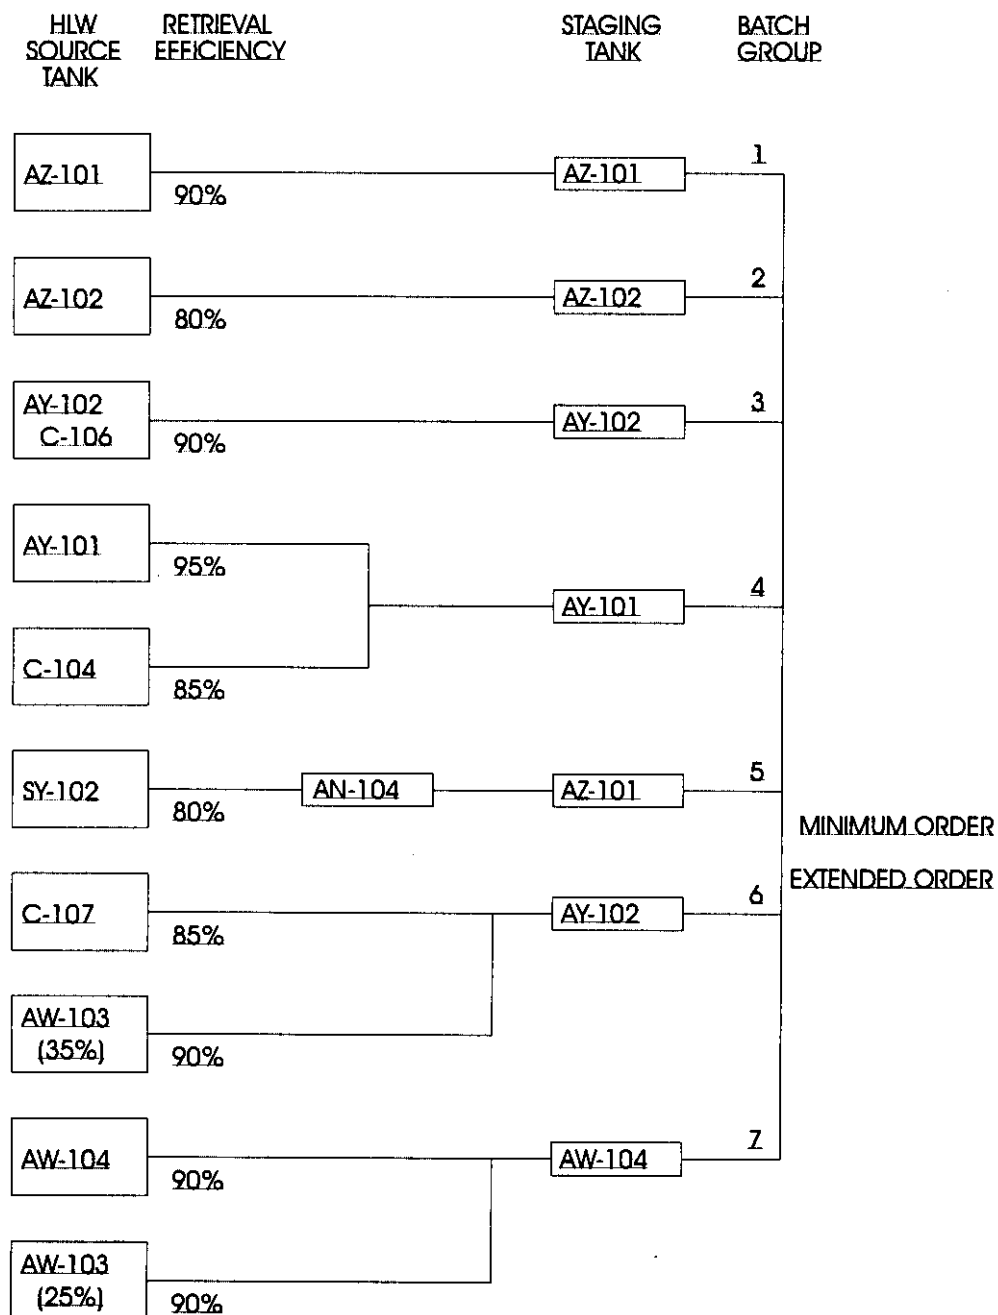 HLW RETRIEVAL STAGING BATCH
SOURCE EFFICIENCY TANK GROUP
TANK
AZ-101 90% AZ-101 1
AZ-102 80% AZ-102 2
AY-102 90% AY-102 3
C-106
AY-101 95%
AY-101 4
C-104 85%
SY-102 80% AN-104 AZ-101 5
MINIMUM ORDER
EXTENDED ORDER
C-107 85% AY-102 6
AW-103 90%
(35%)
AW-104 90% AW-104 7
AW-103 90%
(25%)